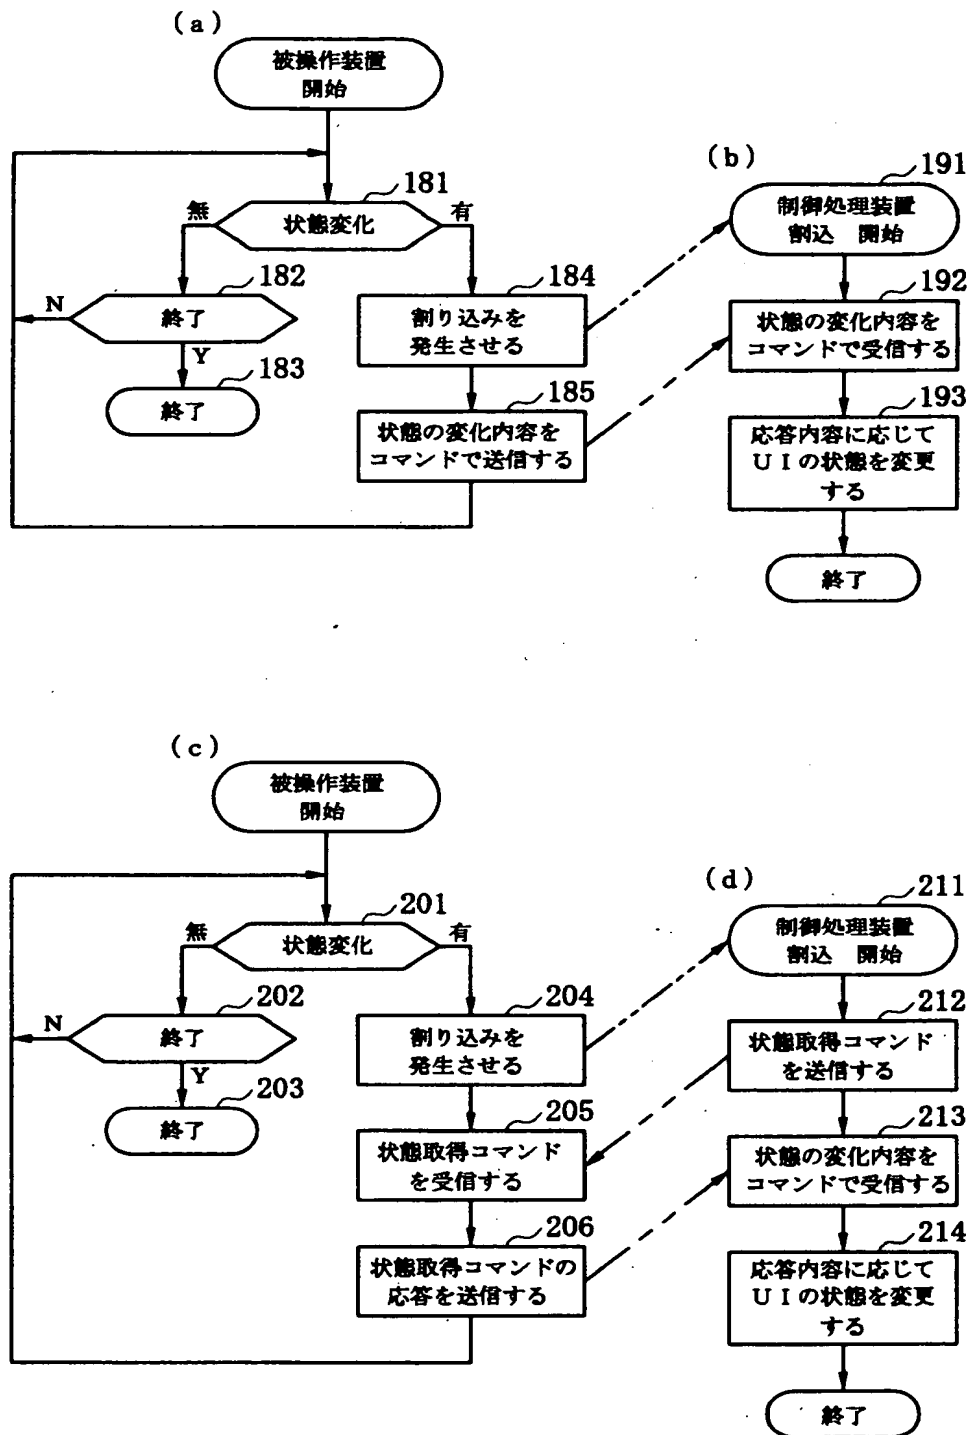 (a)
被操作装置
開始
181
状態変化
無
有
182
終了
N
Y
183
終了
184
割り込みを
発生させる
185
状態の変化内容を
コマンドで送信する
(b)
191
制御処理装置
割込 開始
192
状態の変化内容を
コマンドで受信する
193
応答内容に応じて
UIの状態を変更
する
終了
(c)
被操作装置
開始
201
状態変化
無
有
202
終了
N
Y
203
終了
204
割り込みを
発生させる
205
状態取得コマンド
を受信する
206
状態取得コマンドの
応答を送信する
(d)
211
制御処理装置
割込 開始
212
状態取得コマンド
を送信する
213
状態の変化内容を
コマンドで受信する
214
応答内容に応じて
UIの状態を変更
する
終了